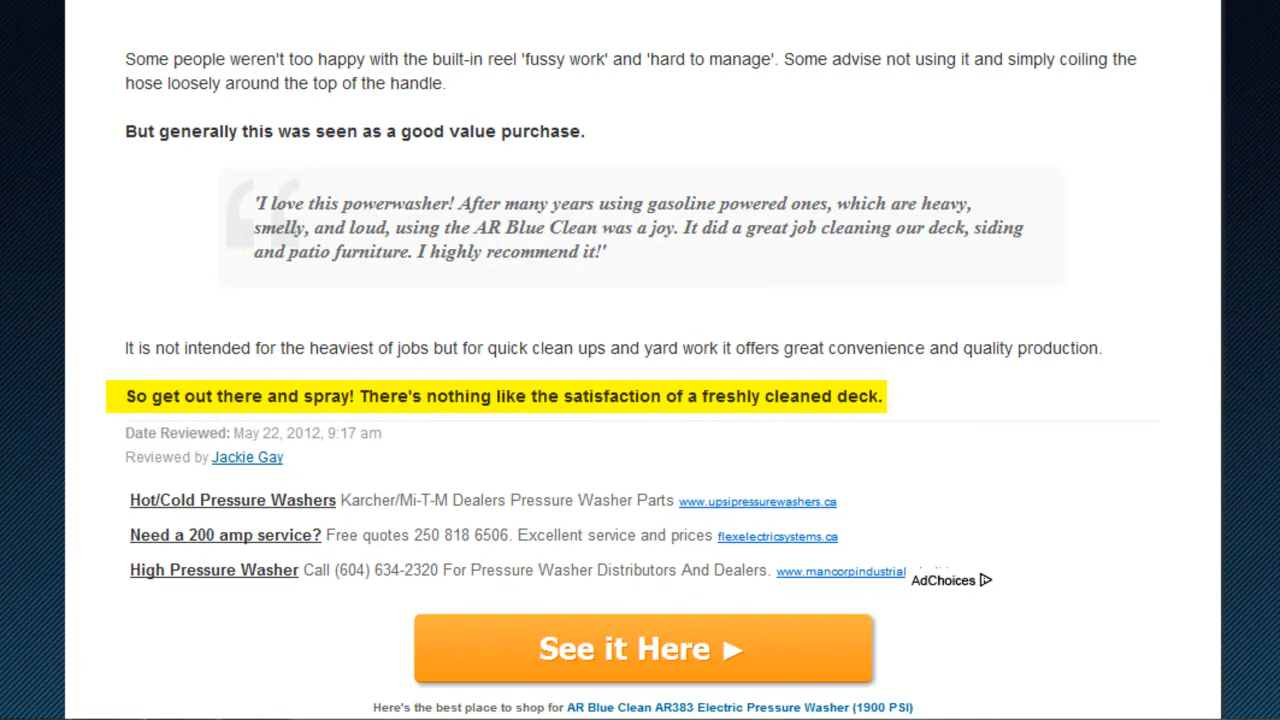 Some people weren't too happy with the built-in reel 'fussy work' and 'hard to manage'. Some advise not using it and simply coiling the
hose loosely around the top of the handle.
But generally this was seen as a good value purchase.
'I love this powerwasher! After many years using gasoline powered ones, which are heavy,
smelly, and loud, using the AR Blue Clean was a joy. It did a great job cleaning our deck, siding
and patio furniture. I highly recommend it!'
It is not intended for the heaviest of jobs but for quick clean ups and yard work it offers great convenience and quality production.
So get out there and spray! There's nothing like the satisfaction of a freshly cleaned deck.
Date Reviewed: May 22, 2012, 9:17 am
Reviewed by Jackie Gay
Hot/Cold Pressure Washers Karcher/Mi-T-M Dealers Pressure Washer Parts www.upsipressurewashers.ca
Need a 200 amp service? Free quotes 250 818 6506. Excellent service and prices flexelectricsystems.ca
High Pressure Washer Call (604) 634-2320 For Pressure Washer Distributors And Dealers. www.mancorpindustrial
AdChoices
See it Here ►
Here's the best place to shop for AR Blue Clean AR383 Electric Pressure Washer (1900 PSI)